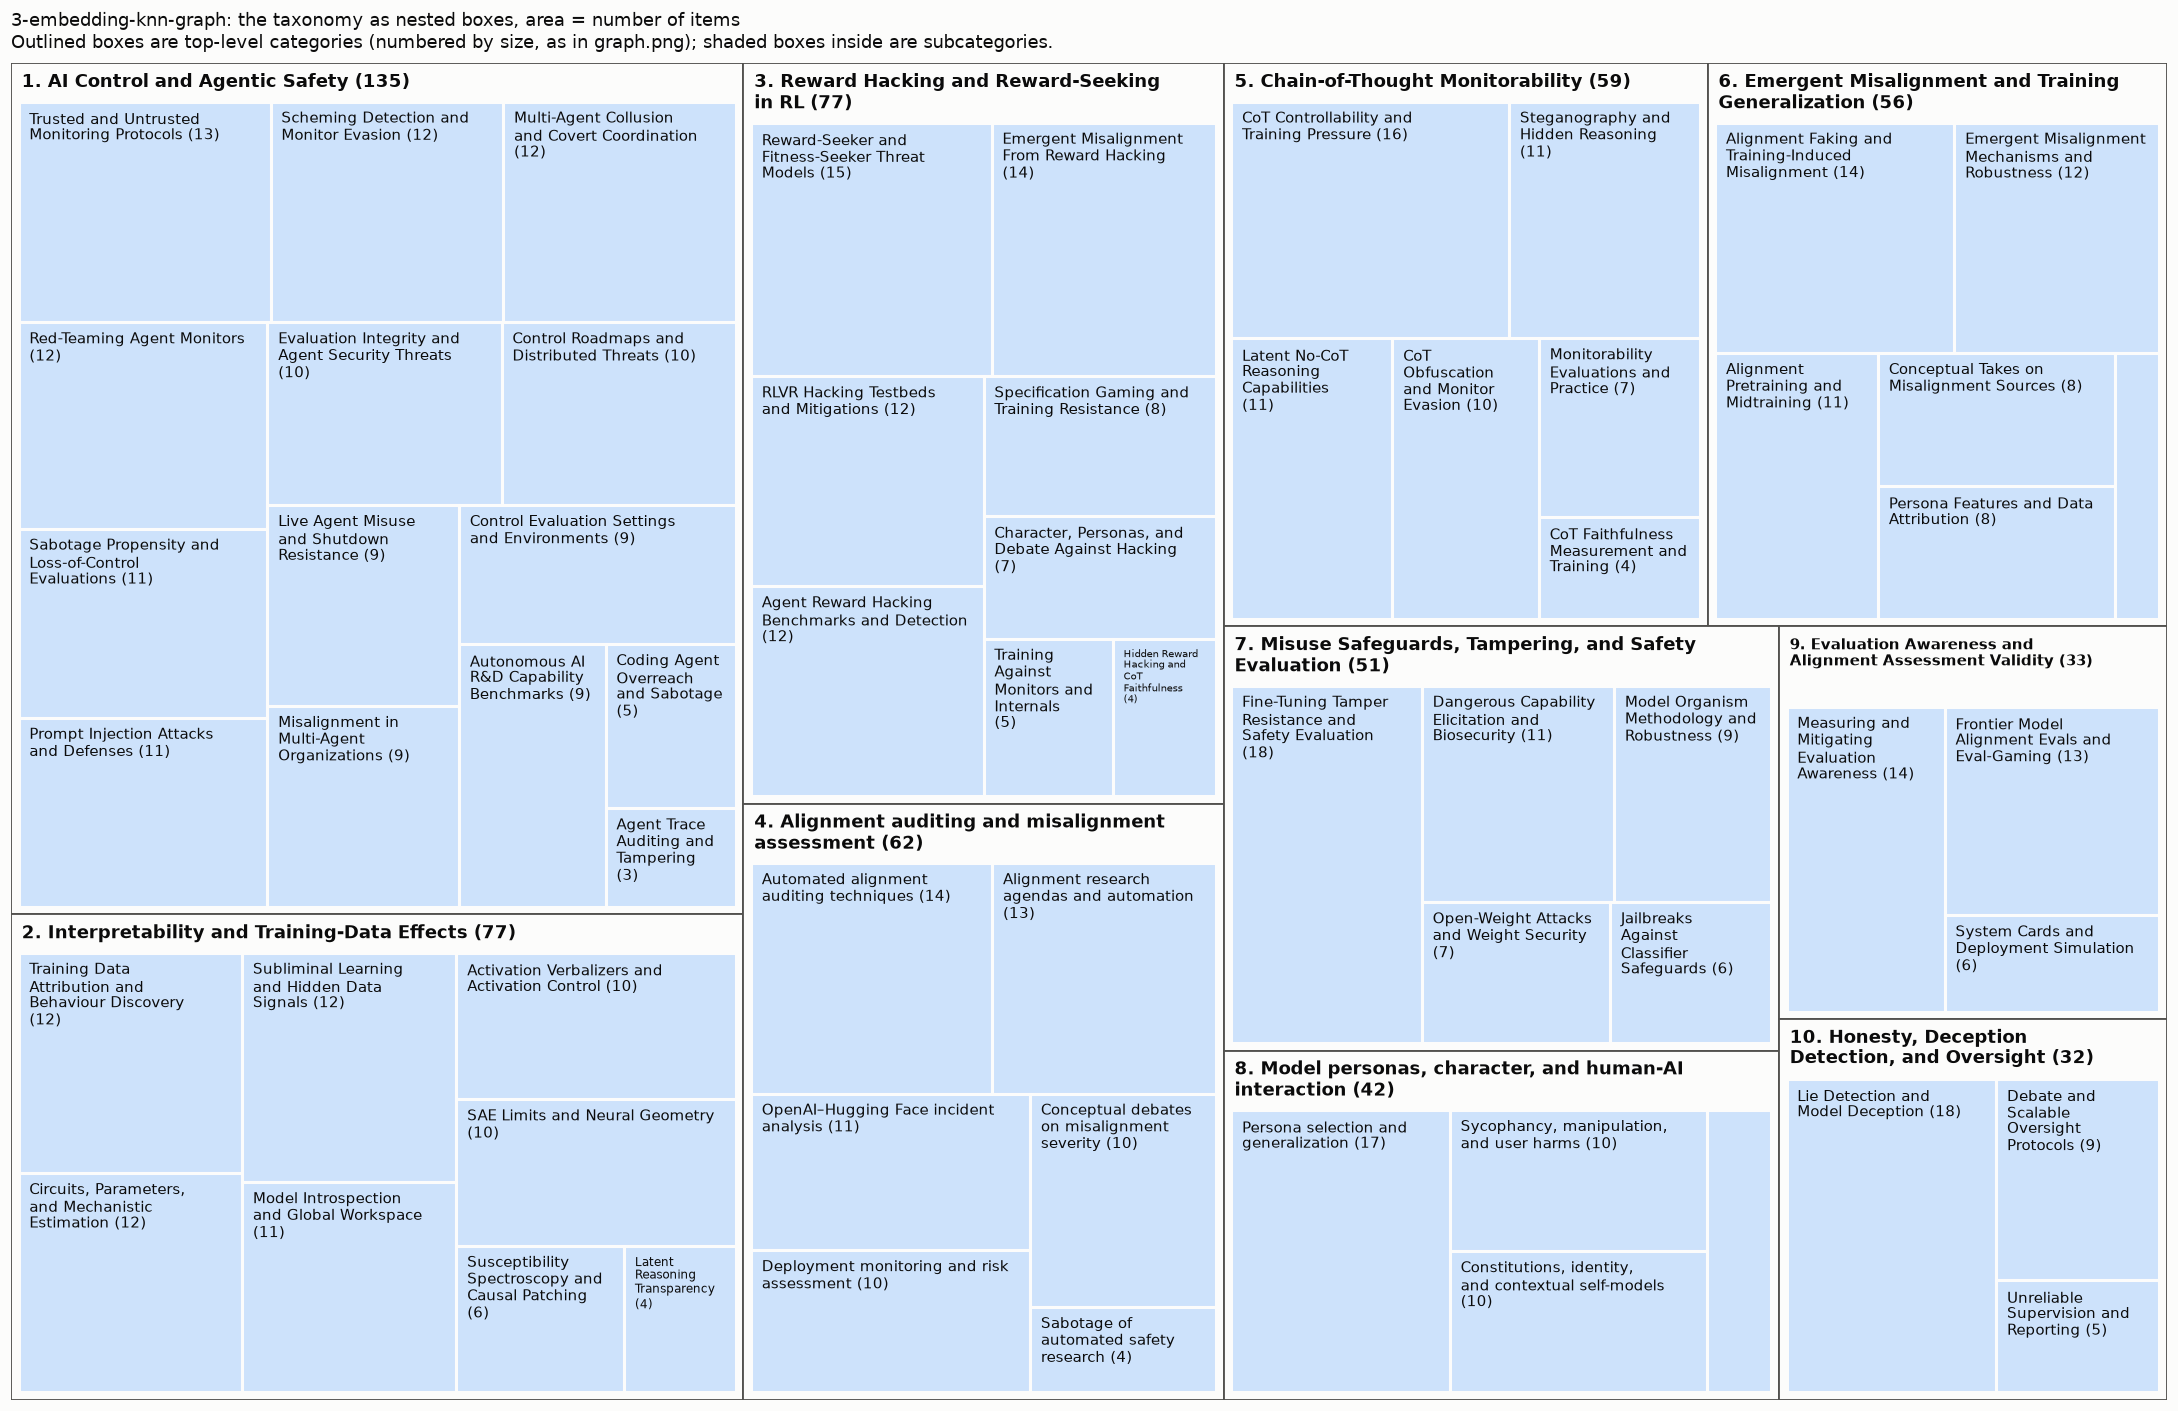 3-embedding-knn-graph: the taxonomy as nested boxes, area = number of items
Outlined boxes are top-level categories (numbered by size, as in graph.png); shaded boxes inside are subcategories.
1. AI Control and Agentic Safety (135)
Trusted and Untrusted
Monitoring Protocols (13)
Scheming Detection and
Monitor Evasion (12)
Multi-Agent Collusion
and Covert Coordination
(12)
Red-Teaming Agent Monitors
(12)
Evaluation Integrity and
Agent Security Threats
(10)
Control Roadmaps and
Distributed Threats (10)
Sabotage Propensity and
Loss-of-Control
Evaluations (11)
Live Agent Misuse
and Shutdown
Resistance (9)
Control Evaluation Settings
and Environments (9)
Prompt Injection Attacks
and Defenses (11)
Misalignment in
Multi-Agent
Organizations (9)
Autonomous AI
R&D Capability
Benchmarks (9)
Coding Agent
Overreach
and Sabotage
(5)
Agent Trace
Auditing and
Tampering
(3)
2. Interpretability and Training-Data Effects (77)
Training Data
Attribution and
Behaviour Discovery
(12)
Subliminal Learning
and Hidden Data
Signals (12)
Activation Verbalizers and
Activation Control (10)
SAE Limits and Neural Geometry
(10)
Circuits, Parameters,
and Mechanistic
Estimation (12)
Model Introspection
and Global Workspace
(11)
Susceptibility
Spectroscopy and
Causal Patching
(6)
Latent
Reasoning
Transparency
(4)
3. Reward Hacking and Reward-Seeking
in RL (77)
Reward-Seeker and
Fitness-Seeker Threat
Models (15)
Emergent Misalignment
From Reward Hacking
(14)
RLVR Hacking Testbeds
and Mitigations (12)
Specification Gaming and
Training Resistance (8)
Character, Personas, and
Debate Against Hacking
(7)
Agent Reward Hacking
Benchmarks and Detection
(12)
Training
Against
Monitors and
Internals
(5)
Hidden Reward
Hacking and
CoT
Faithfulness
(4)
4. Alignment auditing and misalignment
assessment (62)
Automated alignment
auditing techniques (14)
Alignment research
agendas and automation
(13)
OpenAI–Hugging Face incident
analysis (11)
Conceptual debates
on misalignment
severity (10)
Deployment monitoring and risk
assessment (10)
Sabotage of
automated safety
research (4)
5. Chain-of-Thought Monitorability (59)
CoT Controllability and
Training Pressure (16)
Steganography and
Hidden Reasoning
(11)
Latent No-CoT
Reasoning
Capabilities
(11)
CoT
Obfuscation
and Monitor
Evasion (10)
Monitorability
Evaluations and
Practice (7)
CoT Faithfulness
Measurement and
Training (4)
6. Emergent Misalignment and Training
Generalization (56)
Alignment Faking and
Training-Induced
Misalignment (14)
Emergent Misalignment
Mechanisms and
Robustness (12)
Alignment
Pretraining and
Midtraining (11)
Conceptual Takes on
Misalignment Sources (8)
Persona Features and Data
Attribution (8)
7. Misuse Safeguards, Tampering, and Safety
Evaluation (51)
Fine-Tuning Tamper
Resistance and
Safety Evaluation
(18)
Dangerous Capability
Elicitation and
Biosecurity (11)
Model Organism
Methodology and
Robustness (9)
Open-Weight Attacks
and Weight Security
(7)
Jailbreaks
Against
Classifier
Safeguards (6)
8. Model personas, character, and human-AI
interaction (42)
Persona selection and
generalization (17)
Sycophancy, manipulation,
and user harms (10)
Constitutions, identity,
and contextual self-models
(10)
9. Evaluation Awareness and
Alignment Assessment Validity (33)
Measuring and
Mitigating
Evaluation
Awareness (14)
Frontier Model
Alignment Evals and
Eval-Gaming (13)
System Cards and
Deployment Simulation
(6)
10. Honesty, Deception
Detection, and Oversight (32)
Lie Detection and
Model Deception (18)
Debate and
Scalable
Oversight
Protocols (9)
Unreliable
Supervision and
Reporting (5)